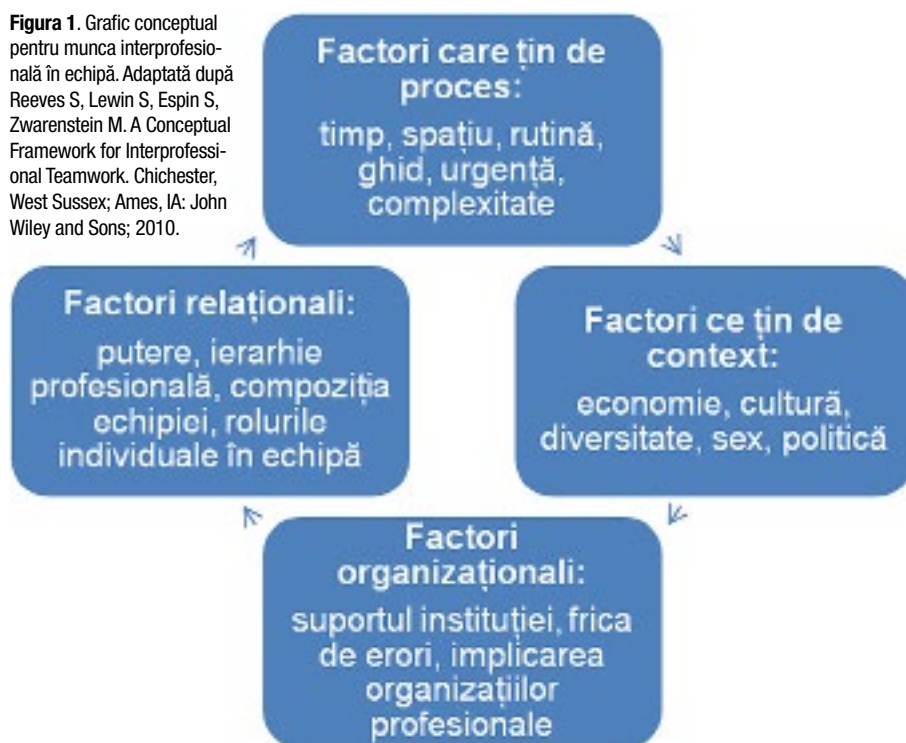 Figura 1. Grafic conceptual
pentru munca interprofesio-
nală în echipă. Adaptată după
Reeves S, Lewin S, Espin S,
Zwarenstein M. A Conceptual
Framework for Interprofessi-
onal Teamwork. Chichester,
West Sussex; Ames, IA: John
Wiley and Sons; 2010.
Factori care țin de
proces:
timp, spațiu, rutină,
ghid, urgență,
complexitate
Factori relaționali:
putere, ierarhie
profesională, compoziția
echipiei, rolurile
individuale în echipă
Factori ce țin de
context:
economie, cultură,
diversitate, sex, politică
Factori
organizaționali:
suportul instituției, frica
de erori, implicarea
organizațiilor
profesionale